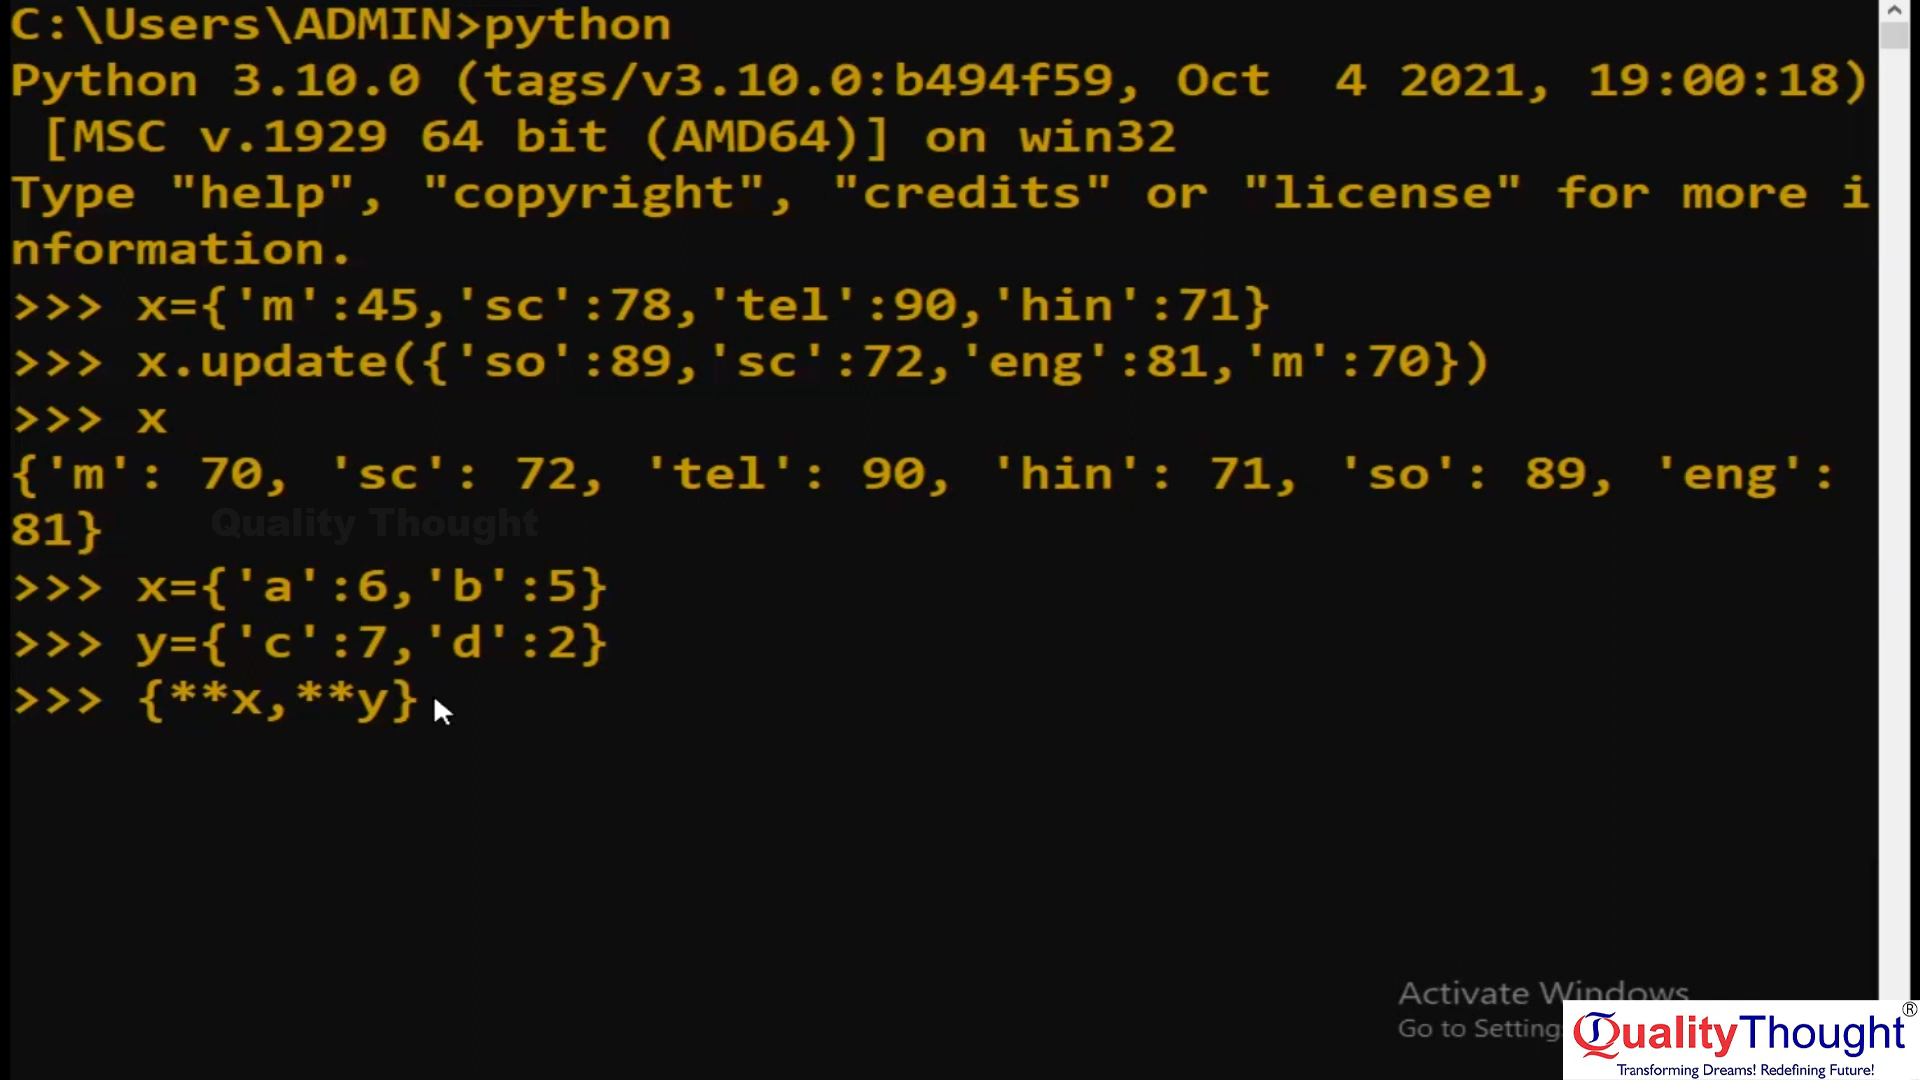 C:\Users\ADMIN>python
Python 3.10.0 (tags/v3.10.0:b494f59, Oct  4 2021, 19:00:18)
 [MSC v.1929 64 bit (AMD64)] on win32
Type "help", "copyright", "credits" or "license" for more i
nformation.
>>> x={'m':45,'sc':78,'tel':90,'hin':71}
>>> x.update({'so':89,'sc':72,'eng':81,'m':70})
>>> x
{'m': 70, 'sc': 72, 'tel': 90, 'hin': 71, 'so': 89, 'eng':
81}
Quality Thought
>>> x={'a':6,'b':5}
>>> y={'c':7,'d':2}
>>> {**x,**y}
Activate Windows
Go to Setting
QualityThought®
Transforming Dreams! Redefining Future!